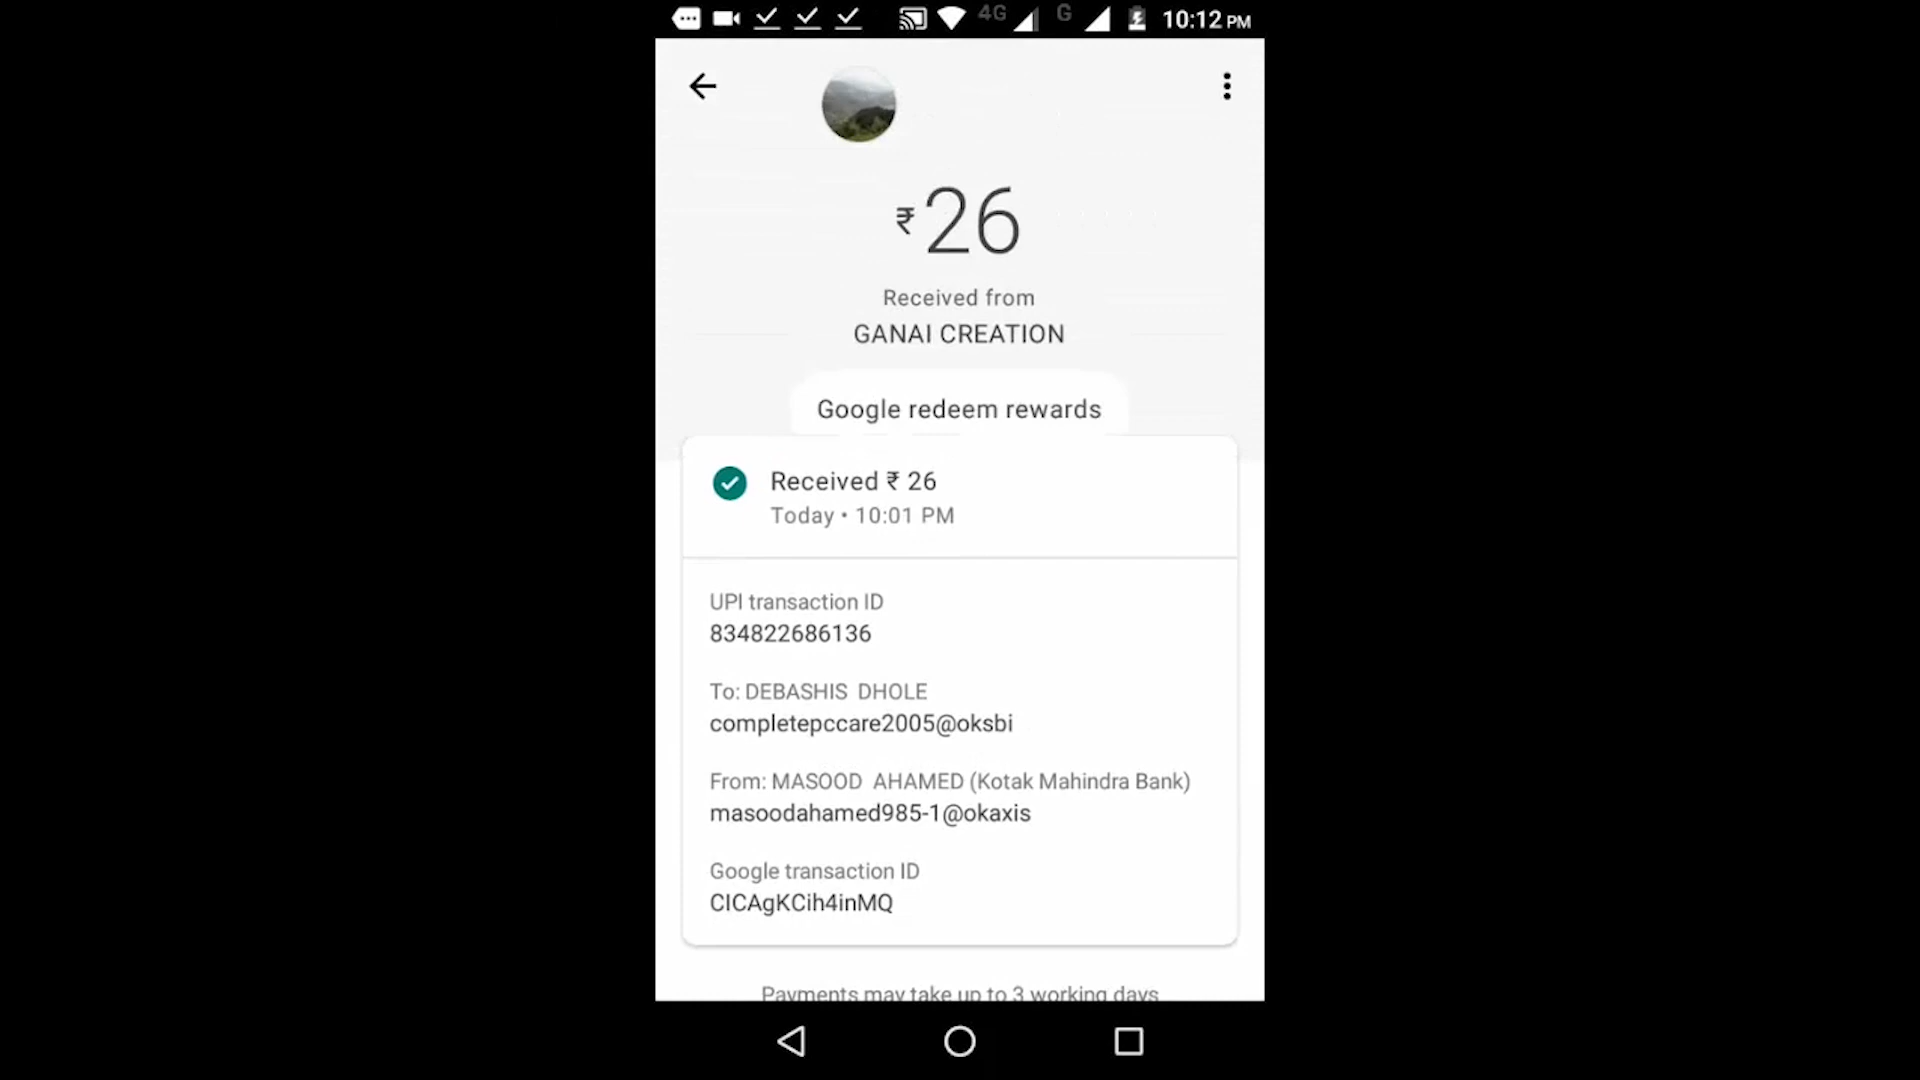 4G G 10:12 PM
₹26
Received from
GANAI CREATION
Google redeem rewards
Received ₹ 26
Today • 10:01 PM
UPI transaction ID
834822686136
To: DEBASHIS DHOLE
completepccare2005@oksbi
From: MASOOD AHAMED (Kotak Mahindra Bank)
masoodahamed985-1@okaxis
Google transaction ID
CICAgKCih4inMQ
Payments may take up to 3 working days